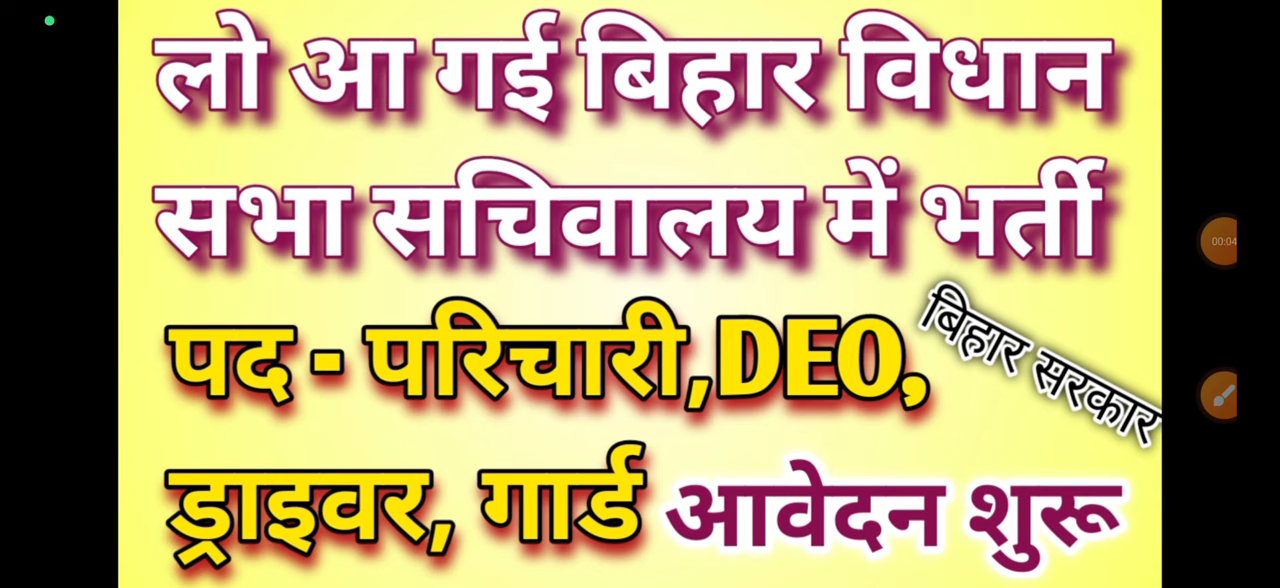 लो आ गई बिहार विधान
सभा सचिवालय में भर्ती
पद - परिचारी,DEO,
बिहार सरकार
ड्राइवर, गार्ड आवेदन शुरू
00:04